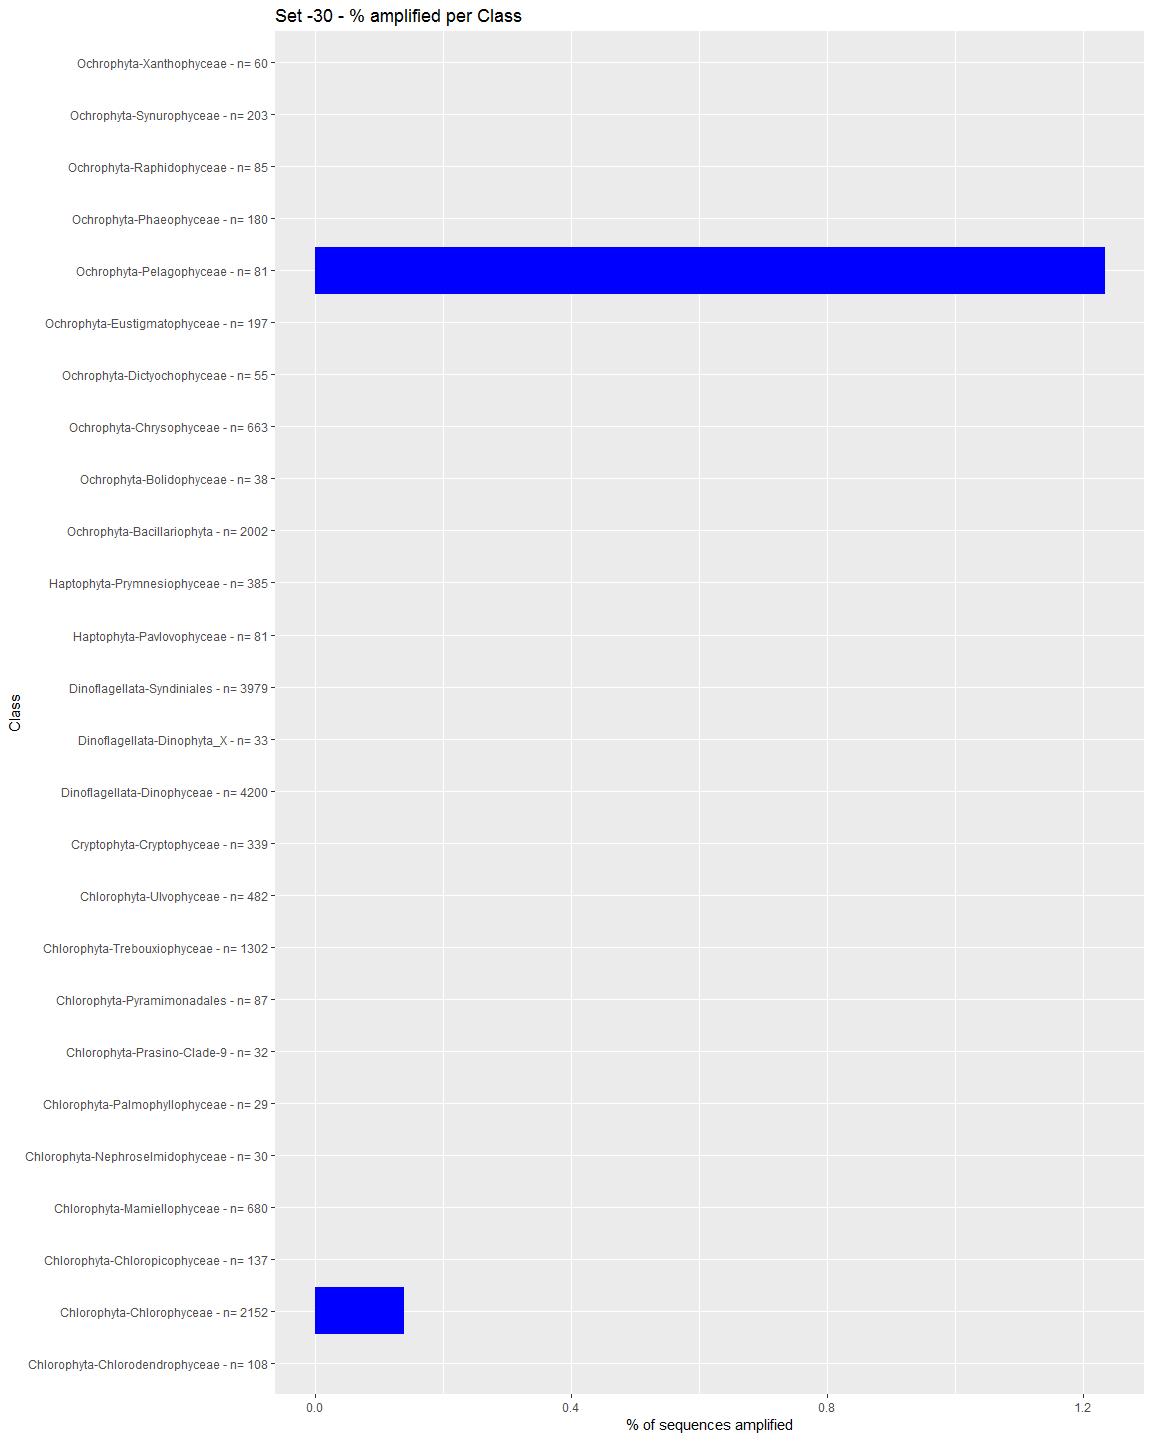 Set -30 - % amplified per Class
Ochrophyta-Xanthophyceae - n= 60
Ochrophyta-Synurophyceae - n= 203
Ochrophyta-Raphidophyceae - n= 85
Ochrophyta-Phaeophyceae - n= 180
Ochrophyta-Pelagophyceae - n= 81
Ochrophyta-Eustigmatophyceae - n= 197
Ochrophyta-Dictyochophyceae - n= 55
Ochrophyta-Chrysophyceae - n= 663
Ochrophyta-Bolidophyceae - n= 38
Ochrophyta-Bacillariophyta - n= 2002
Haptophyta-Prymnesiophyceae - n= 385
Haptophyta-Pavlovophyceae - n= 81
Dinoflagellata-Syndiniales - n= 3979
Dinoflagellata-Dinophyta_X - n= 33
Dinoflagellata-Dinophyceae - n= 4200
Cryptophyta-Cryptophyceae - n= 339
Chlorophyta-Ulvophyceae - n= 482
Chlorophyta-Trebouxiophyceae - n= 1302
Chlorophyta-Pyramimonadales - n= 87
Chlorophyta-Prasino-Clade-9 - n= 32
Chlorophyta-Palmophyllophyceae - n= 29
Chlorophyta-Nephroselmidophyceae - n= 30
Chlorophyta-Mamiellophyceae - n= 680
Chlorophyta-Chloropicophyceae - n= 137
Chlorophyta-Chlorophyceae - n= 2152
Chlorophyta-Chlorodendrophyceae - n= 108
Class
0.0 0.4 0.8 1.2
% of sequences amplified